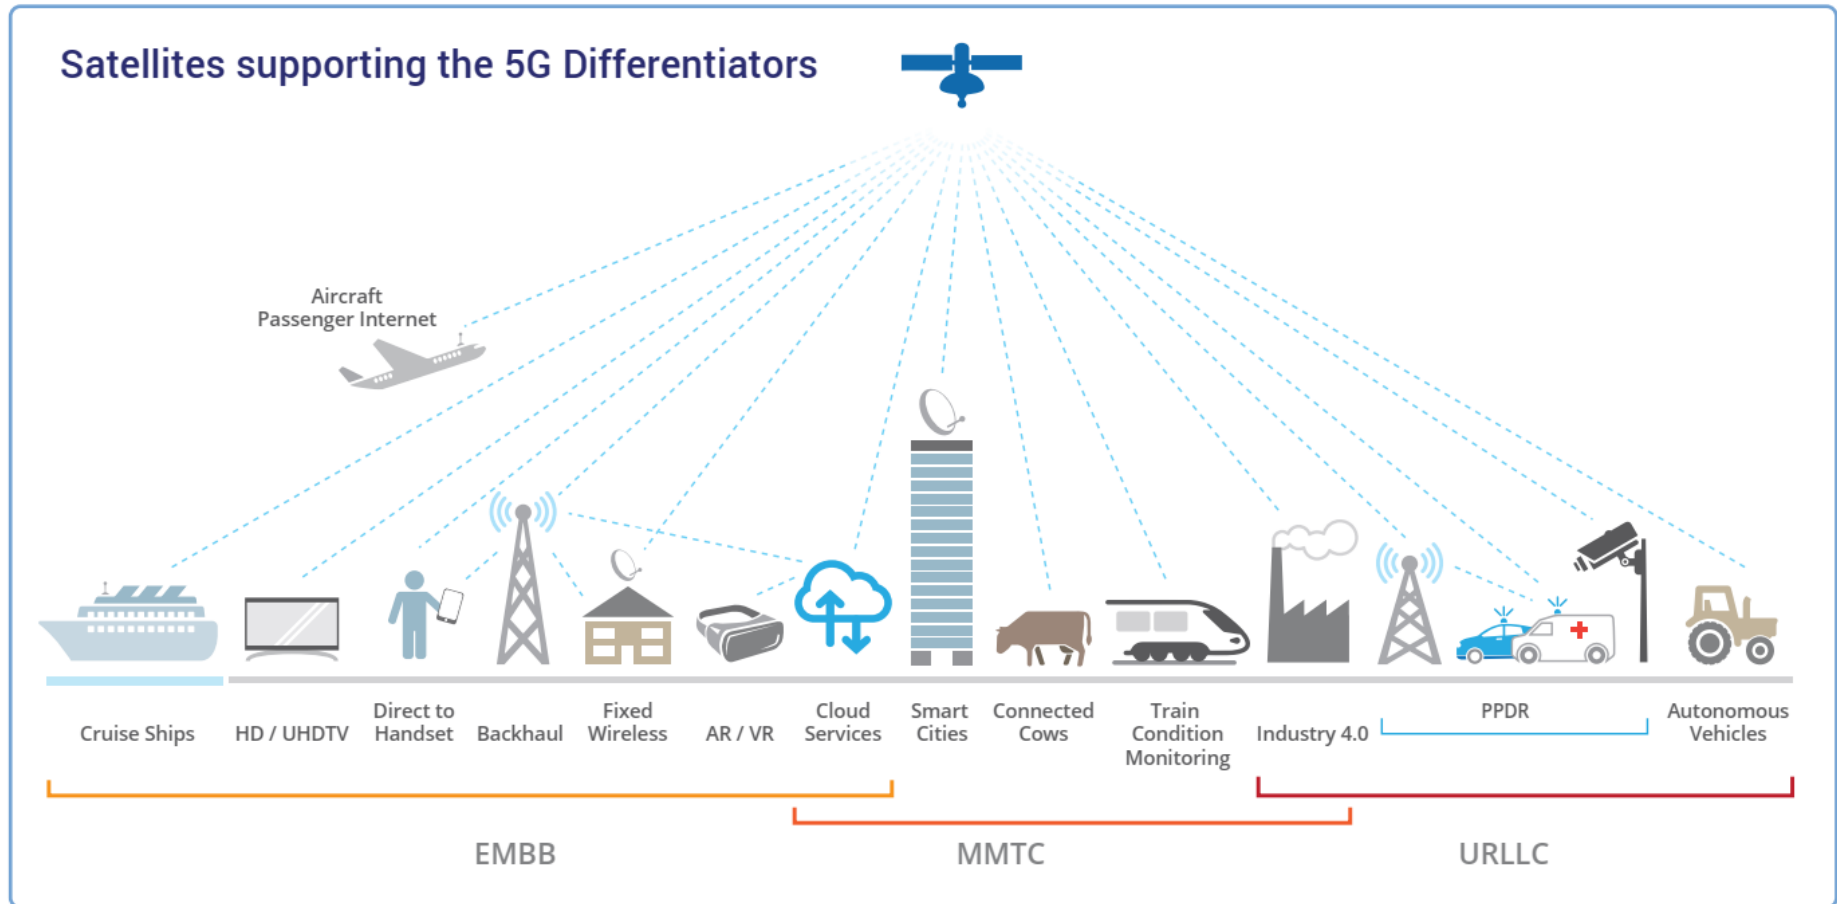 Satellites supporting the 5G Differentiators
Aircraft
Passenger Internet
Cruise Ships
HD / UHDTV
Direct to
Handset
Backhaul
Fixed
Wireless
AR / VR
Cloud
Services
Smart
Cities
Connected
Cows
Train
Condition
Monitoring
Industry 4.0
PPDR
Autonomous
Vehicles
EMBB
MMTC
URLLC